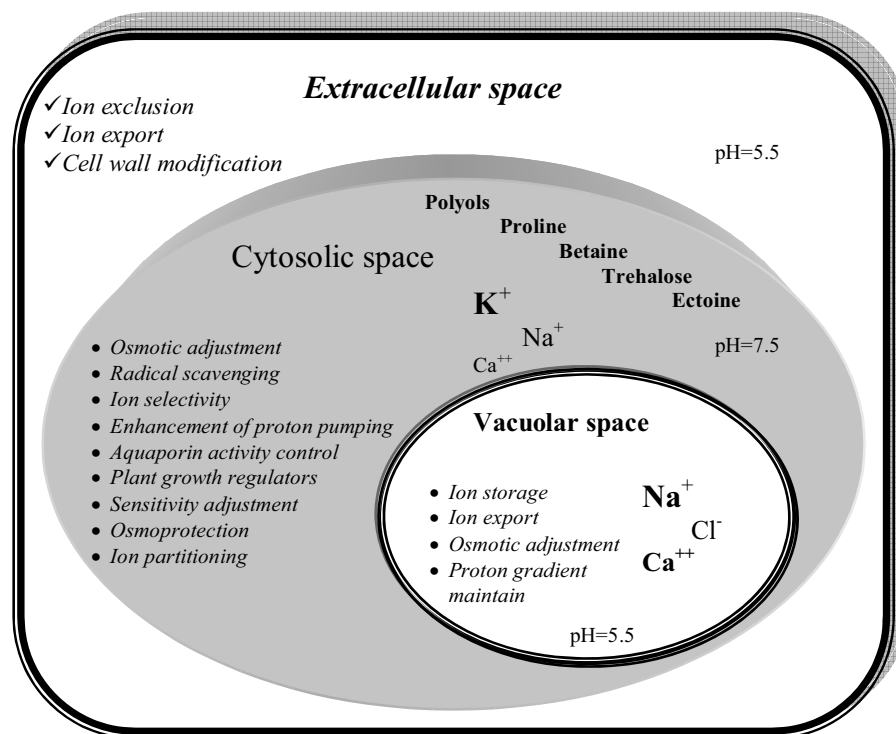 Extracellular space
✓Ion exclusion
✓Ion export
✓Cell wall modification
pH=5.5
Polyols
Proline
Betaine
Trehalose
Ectoine
Cytosolic space
K⁺
Na⁺
Ca⁺⁺
pH=7.5
• Osmotic adjustment
• Radical scavenging
• Ion selectivity
• Enhancement of proton pumping
• Aquaporin activity control
• Plant growth regulators
• Sensitivity adjustment
• Osmoprotection
• Ion partitioning
Vacuolar space
• Ion storage
• Ion export
• Osmotic adjustment
• Proton gradient
maintain
Na⁺
Cl⁻
Ca⁺⁺
pH=5.5